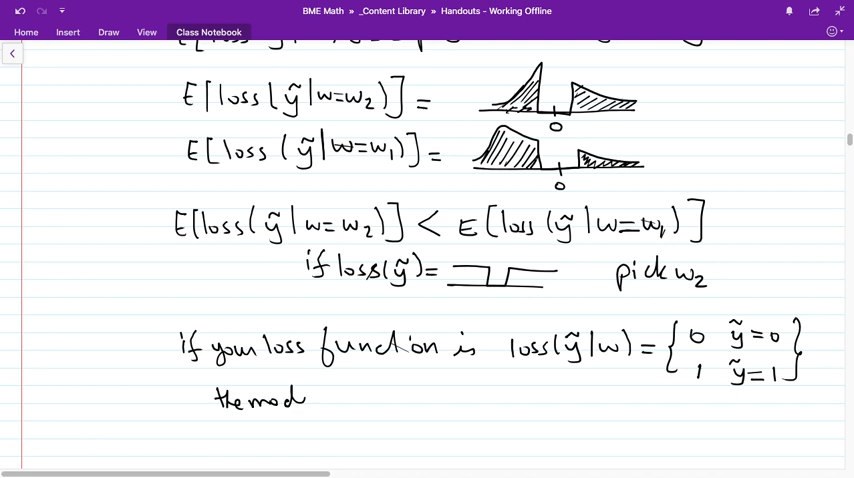 BME Math » _Content Library » Handouts - Working Offline
Home Insert Draw View Class Notebook
E[loss(ỹ|w=w₂)] =
0
E[loss(ỹ|w=w₁)] =
0
E[loss(ỹ|w=w₂)] < E[loss(ỹ|w=w₁)]
if loss(ỹ) = pick w₂
if your loss function is loss(ỹ|w) = { 0 ỹ=0
1 ỹ=1 }
the mod